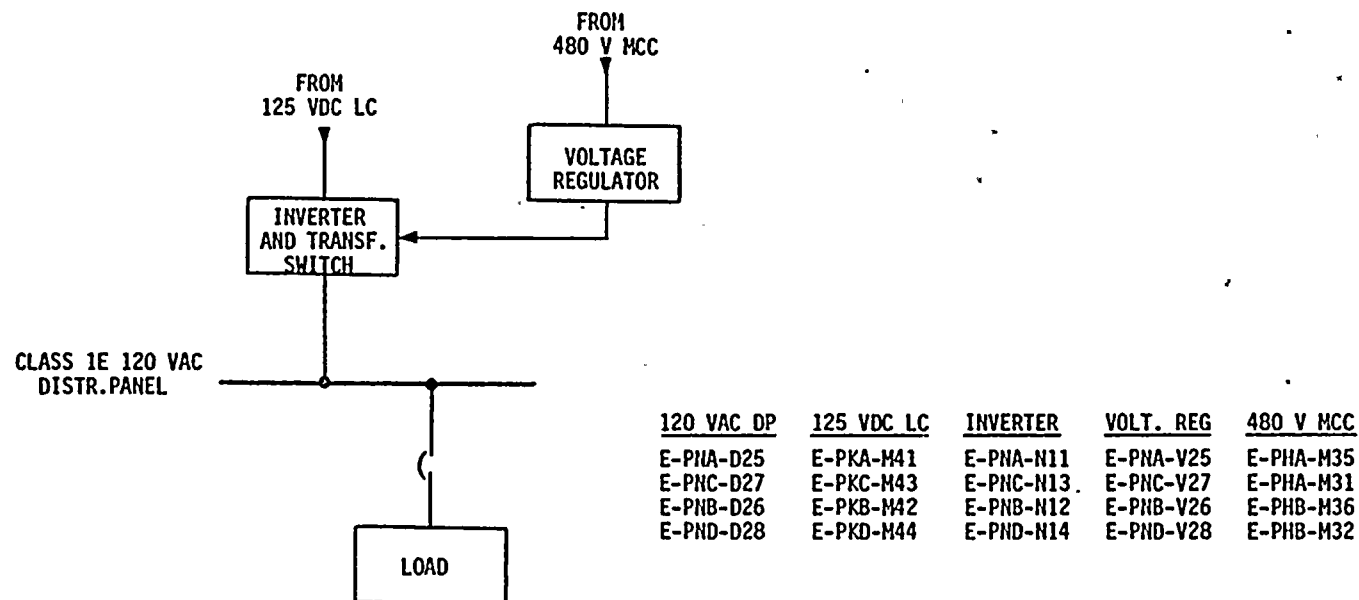 FROM
480 V MCC
FROM
125 VDC LC
VOLTAGE
REGULATOR
INVERTER
AND TRANSF.
SWITCH
CLASS 1E 120 VAC
DISTR.PANEL
LOAD
120 VAC DP 125 VDC LC INVERTER VOLT. REG 480 V MCC
E-PNA-D25 E-PKA-M41 E-PNA-N11 E-PNA-V25 E-PHA-M35
E-PNC-D27 E-PKC-M43 E-PNC-N13. E-PNC-V27 E-PHA-M31
E-PNB-D26 E-PKB-M42 E-PNB-N12 E-PNB-V26 E-PHB-M36
E-PND-D28 E-PKD-M44 E-PND-N14 E-PND-V28 E-PHB-M32